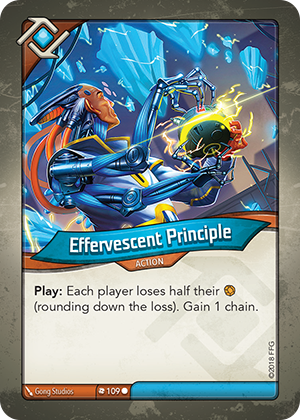 Effervescent Principle
ACTION
Play: Each player loses half their
(rounding down the loss). Gain 1 chain.
©2018 FFG
Gong Studios
109